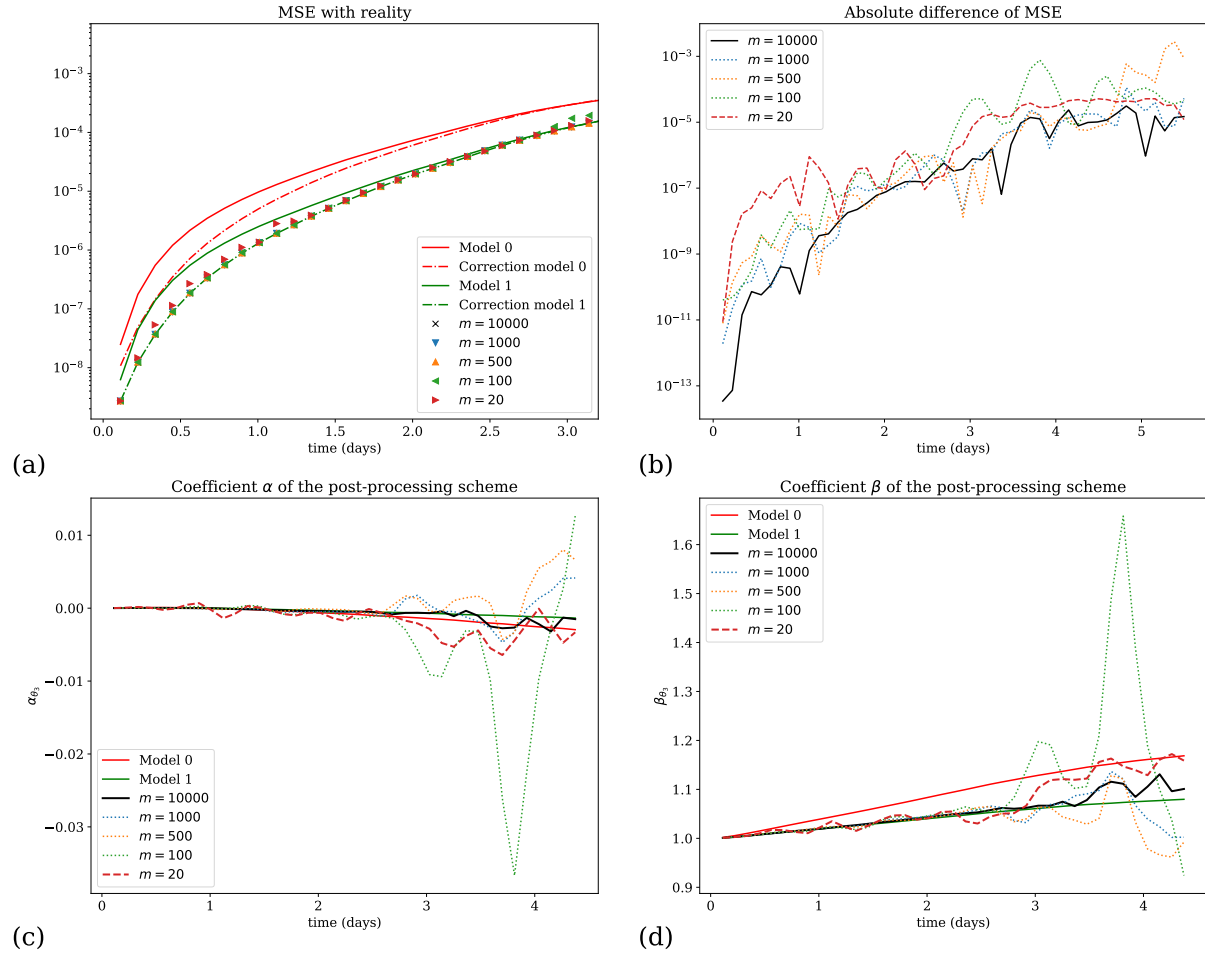 MSE with reality
10⁻³
10⁻⁴
10⁻⁵
10⁻⁶
10⁻⁷
10⁻⁸
Model 0
Correction model 0
Model 1
Correction model 1
m = 10000
m = 1000
m = 500
m = 100
m = 20
0.0 0.5 1.0 1.5 2.0 2.5 3.0
time (days)
(a)
Absolute difference of MSE
m = 10000
m = 1000
m = 500
m = 100
m = 20
10⁻³
10⁻⁵
10⁻⁷
10⁻⁹
10⁻¹¹
10⁻¹³
0 1 2 3 4 5
time (days)
(b)
Coefficient α of the post-processing scheme
0.01
0.00
−0.01
−0.02
−0.03
α_θ₃
Model 0
Model 1
m = 10000
m = 1000
m = 500
m = 100
m = 20
0 1 2 3 4
time (days)
(c)
Coefficient β of the post-processing scheme
Model 0
Model 1
m = 10000
m = 1000
m = 500
m = 100
m = 20
1.6
1.5
1.4
1.3
1.2
1.1
1.0
0.9
β_θ₃
0 1 2 3 4
time (days)
(d)